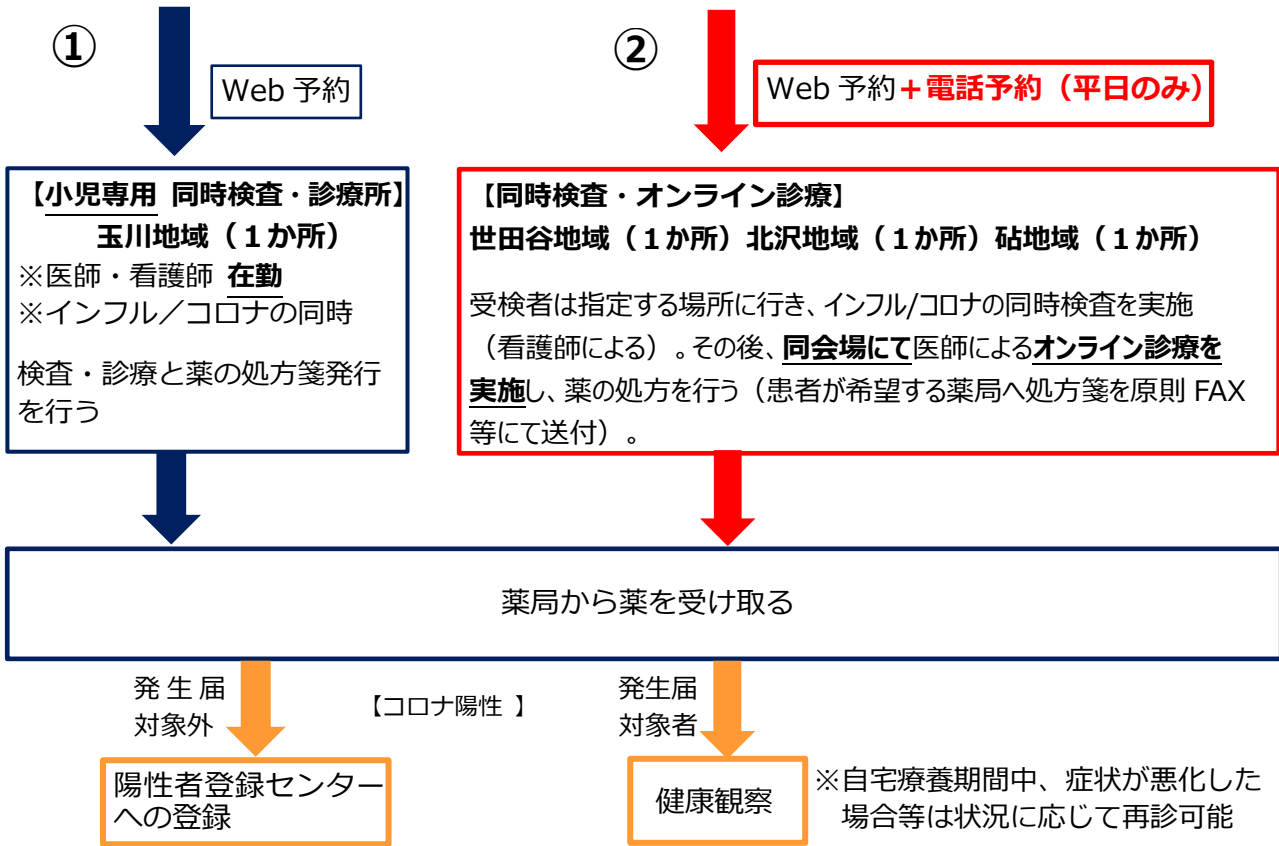 ①
Web 予約
②
Web 予約＋電話予約（平日のみ）
【小児専用 同時検査・診療所】
玉川地域（１か所）
※医師・看護師 在勤
※インフル／コロナの同時
検査・診療と薬の処方箋発行
を行う
【同時検査・オンライン診療】
世田谷地域（１か所）北沢地域（１か所）砧地域（１か所）
受検者は指定する場所に行き、インフル/コロナの同時検査を実施
（看護師による）。その後、同会場にて医師によるオンライン診療を
実施し、薬の処方を行う（患者が希望する薬局へ処方箋を原則 FAX
等にて送付）。
薬局から薬を受け取る
発 生 届
対象外
【コロナ陽性 】
発生届
対象者
陽性者登録センター
への登録
健康観察
※自宅療養期間中、症状が悪化した
場合等は状況に応じて再診可能